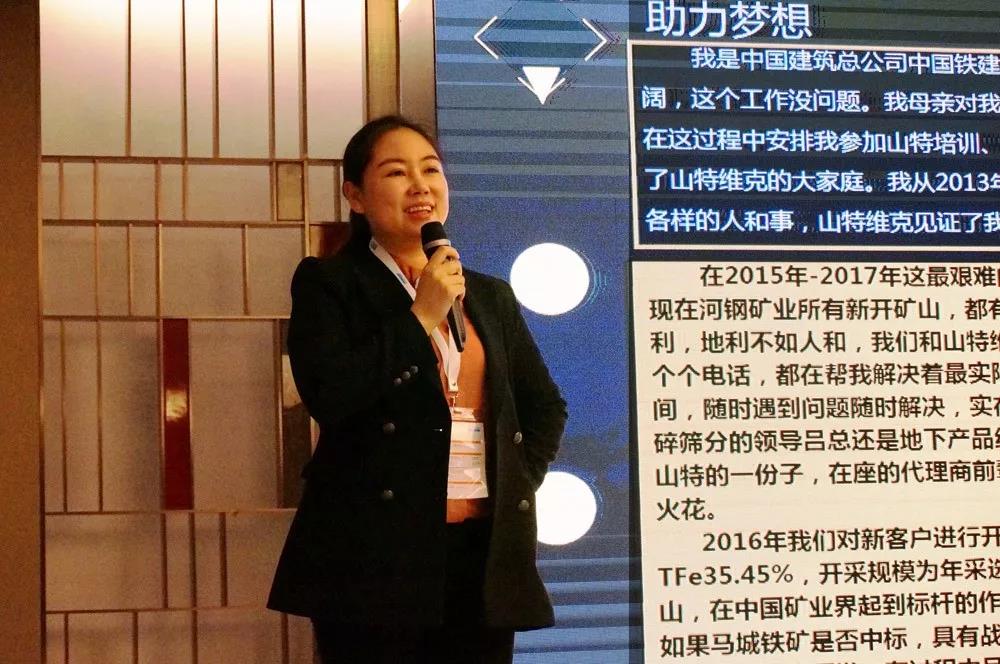 助力梦想
我是中国建筑总公司中国铁建
阔，这个工作没问题。我母亲对我
在这过程中安排我参加山特培训、
了山特维克的大家庭。我从2013年
各样的人和事，山特维克见证了我
在2015年-2017年这最艰难
现在河钢矿业所有新开矿山，都有
利，地利不如人和，我们和山特维
个个电话，都在帮我解决着最实际
间，随时遇到问题随时解决，实在
碎筛分的领导吕总还是地下产品线
山特的一份子，在座的代理商前
火花。
2016年我们对新客户进行开
TFe35.45%，开采规模为年采选
山，在中国矿业界起到标杆的作
如果马城铁矿是否中标，具有战